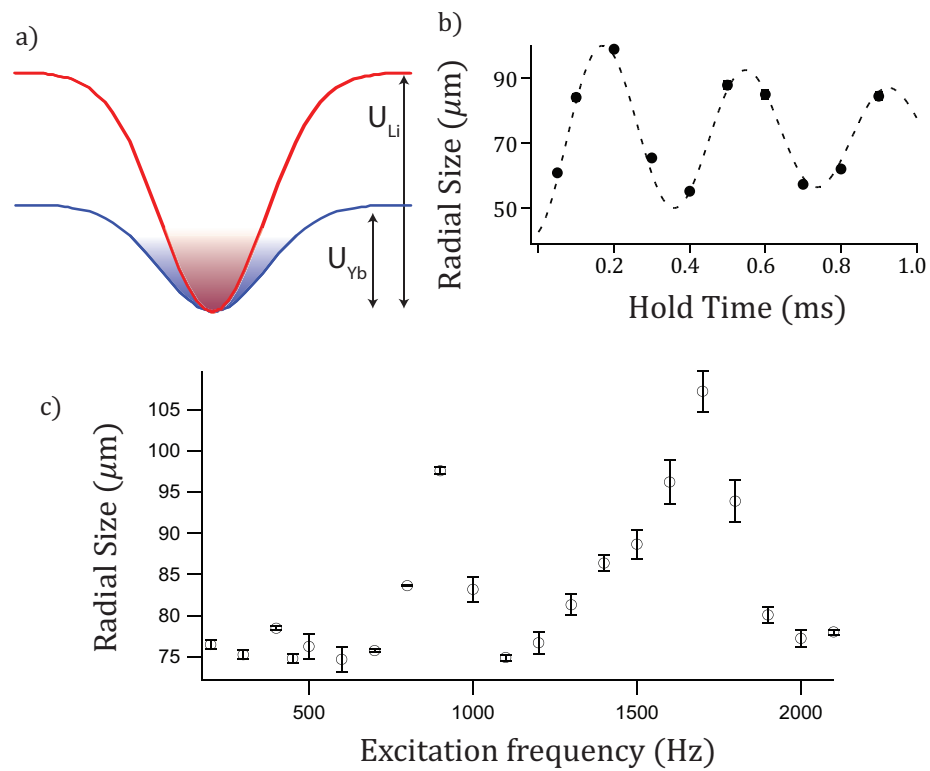 a)
U_Li
U_Yb
b)
Radial Size (μm)
90
70
50
0.2 0.4 0.6 0.8 1.0
Hold Time (ms)
c)
Radial Size (μm)
105
100
95
90
85
80
75
500 1000 1500 2000
Excitation frequency (Hz)